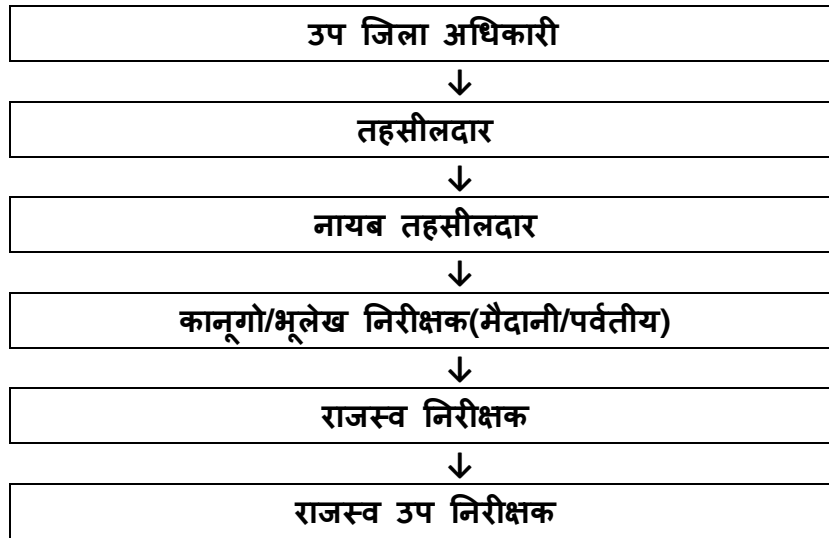 उप जिला अधिकारी
↓
तहसीलदार
↓
नायब तहसीलदार
↓
कानूगो/भूलेख निरीक्षक(मैदानी/पर्वतीय)
↓
राजस्व निरीक्षक
↓
राजस्व उप निरीक्षक